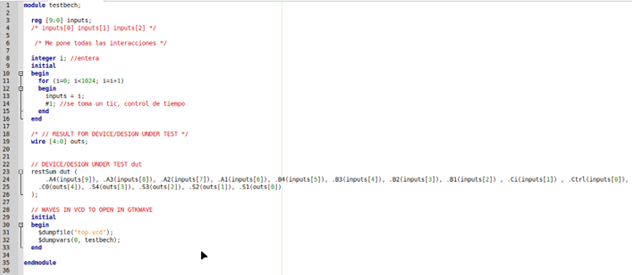 1 module testbech;
2
3 reg [9:0] inputs;
4 /* inputs[0] inputs[1] inputs[2] */
5
6 /* Me pone todas las interacciones */
7
8 integer i; //entera
9 initial
10 begin
11 for (i=0; i<1024; i=i+1)
12 begin
13 inputs = i;
14 #1; //se toma un tic, control de tiempo
15 end
16 end
17
18 /* // RESULT FOR DEVICE/DESIGN UNDER TEST */
19 wire [4:0] outs;
20
21
22 // DEVICE/DESIGN UNDER TEST dut
23 restSum dut (
24 .A4(inputs[9]), .A3(inputs[8]), .A2(inputs[7]), .A1(inputs[6]), .B4(inputs[5]), .B3(inputs[4]), .B2(inputs[3]), .B1(inputs[2]) , .Ci(inputs[1]) , .Ctrl(inputs[0]),
25 .C0(outs[4]), .S4(outs[3]), .S3(outs[2]), .S2(outs[1]), .S1(outs[0])
26 );
27
28 // WAVES IN VCD TO OPEN IN GTKWAVE
29 initial
30 begin
31 $dumpfile("top.vcd");
32 $dumpvars(0, testbech);
33 end
34
35 endmodule
36